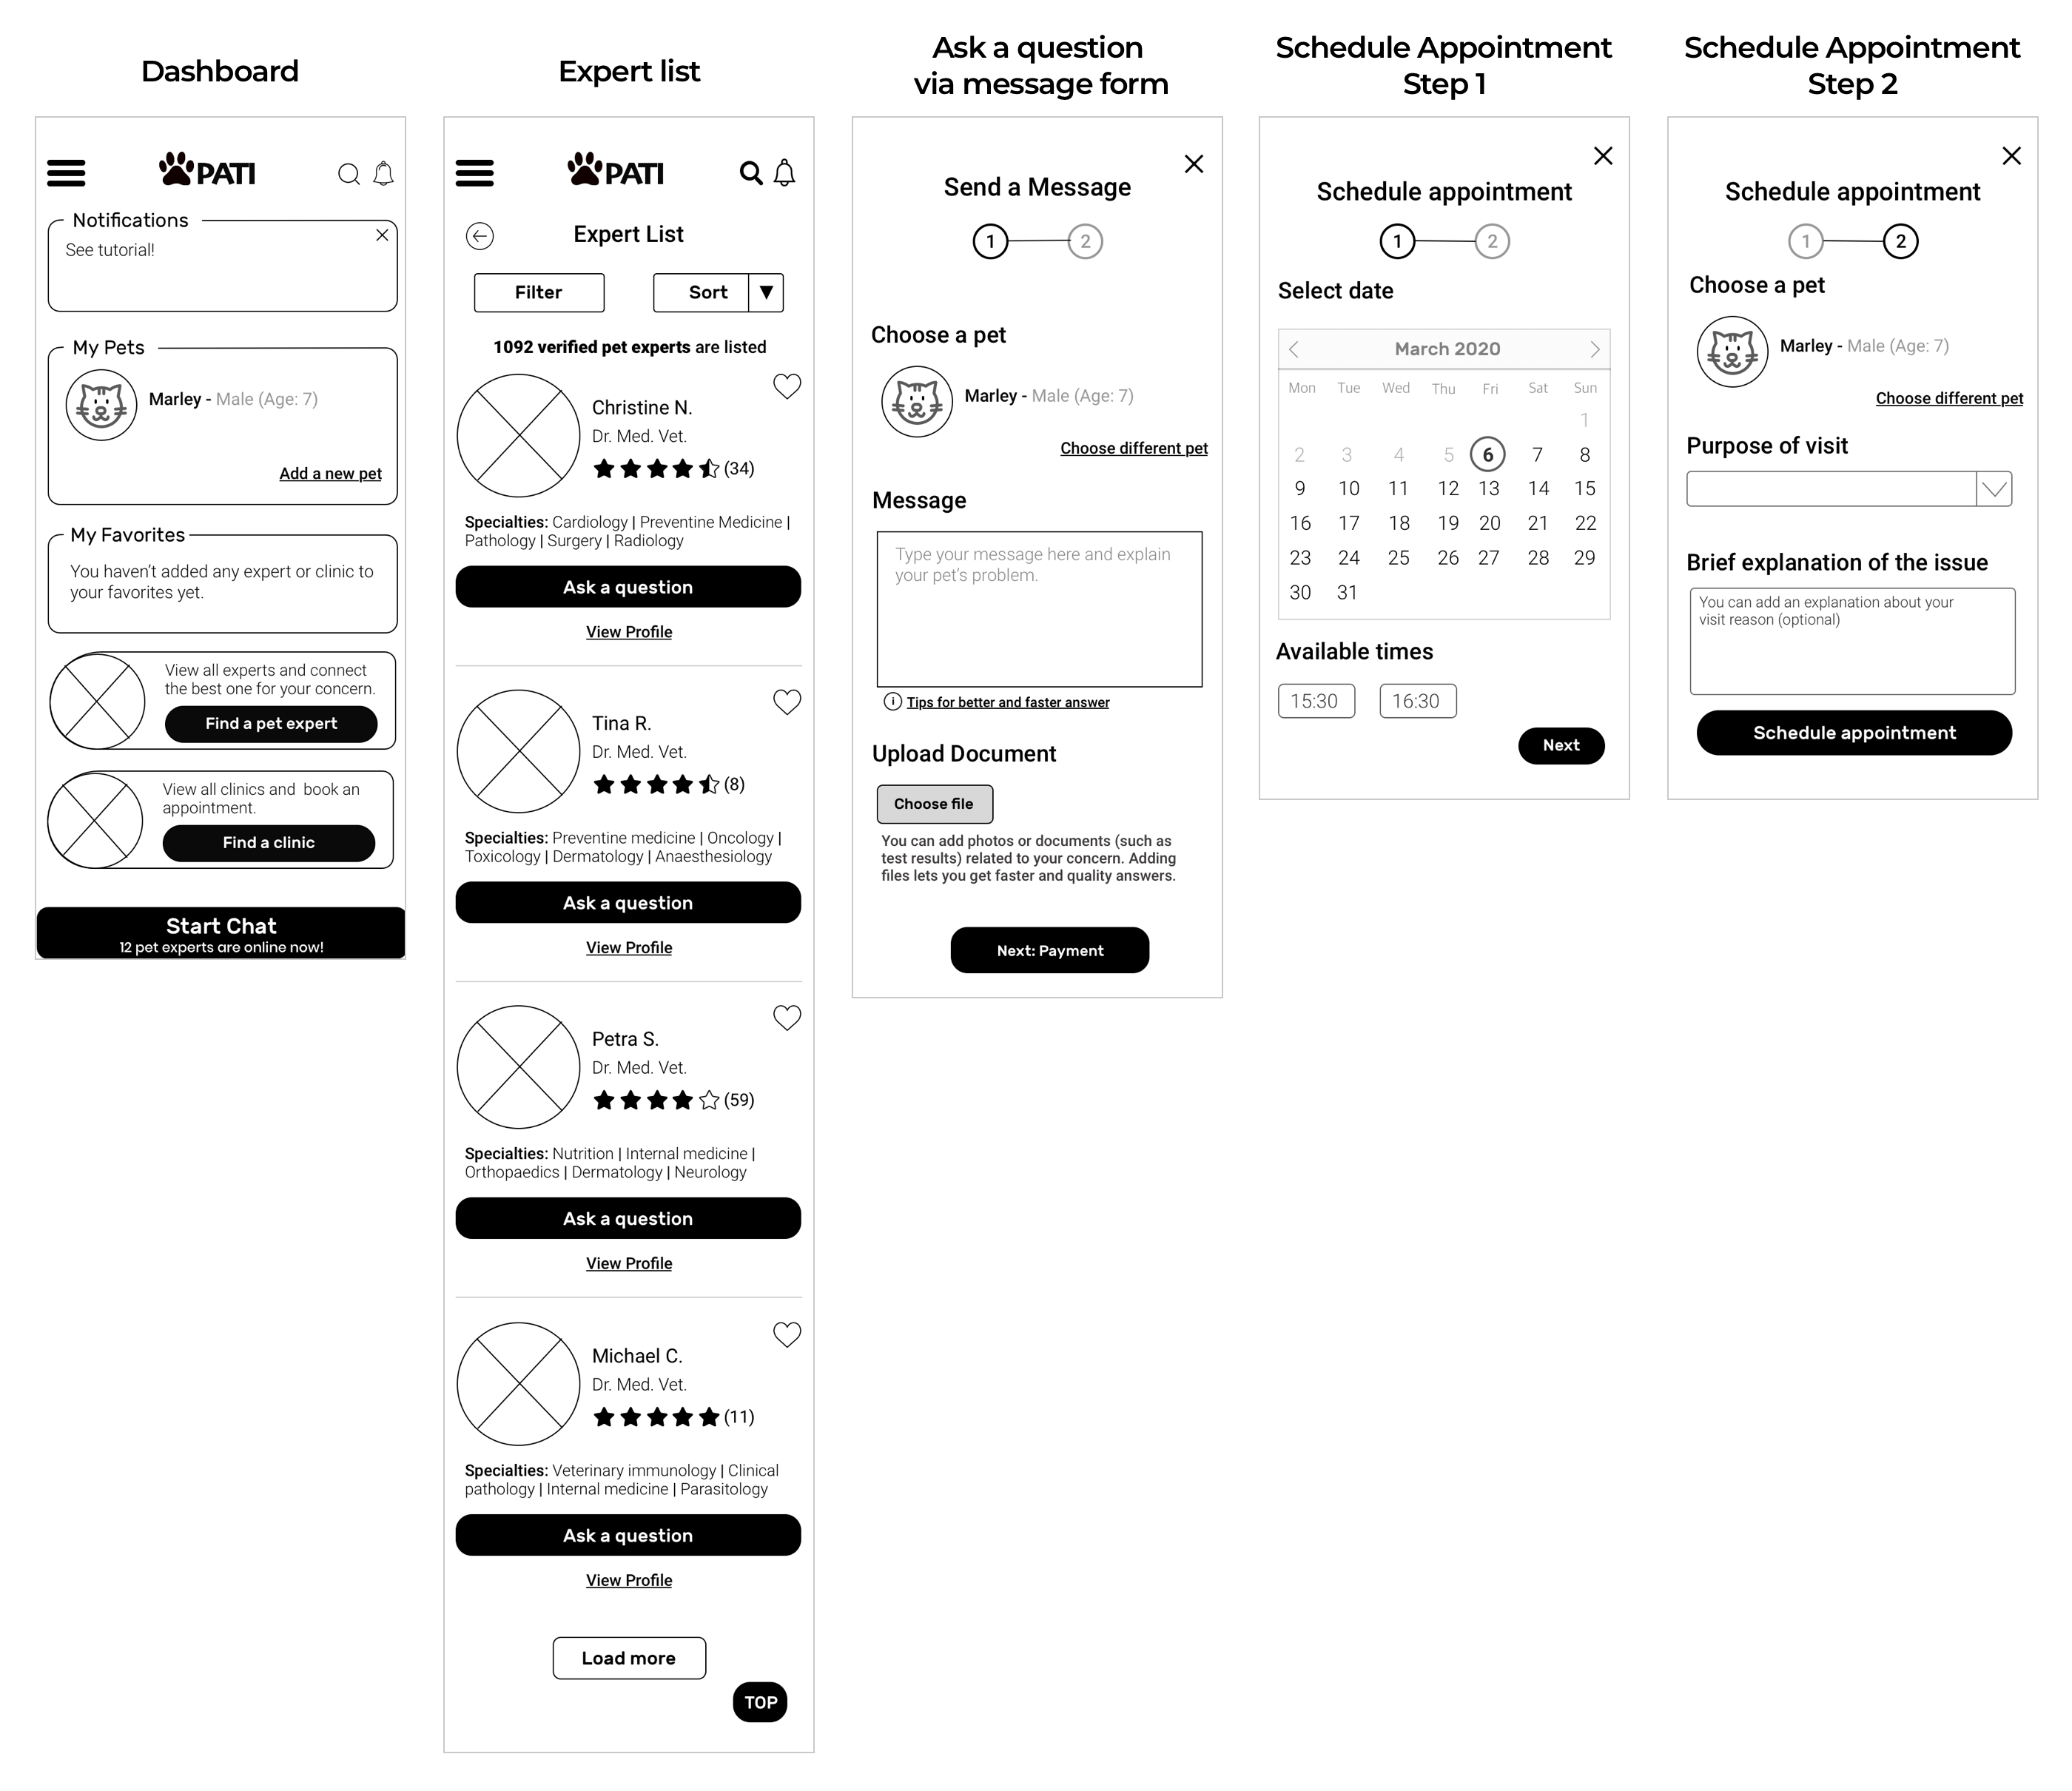 Dashboard
PATI
Notifications
See tutorial!
My Pets
Marley - Male (Age: 7)
Add a new pet
My Favorites
You haven't added any expert or clinic to
your favorites yet.
View all experts and connect
the best one for your concern.
Find a pet expert
View all clinics and book an
appointment.
Find a clinic
Start Chat
12 pet experts are online now!
Expert list
PATI
Expert List
Filter
Sort
1092 verified pet experts are listed
Christine N.
Dr. Med. Vet.
(34)
Specialties: Cardiology | Preventine Medicine |
Pathology | Surgery | Radiology
Ask a question
View Profile
Tina R.
Dr. Med. Vet.
(8)
Specialties: Preventine medicine | Oncology |
Toxicology | Dermatology | Anaesthesiology
Ask a question
View Profile
Petra S.
Dr. Med. Vet.
(59)
Specialties: Nutrition | Internal medicine |
Orthopaedics | Dermatology | Neurology
Ask a question
View Profile
Michael C.
Dr. Med. Vet.
(11)
Specialties: Veterinary immunology | Clinical
pathology | Internal medicine | Parasitology
Ask a question
View Profile
Load more
TOP
Ask a question
via message form
Send a Message
1 2
Choose a pet
Marley - Male (Age: 7)
Choose different pet
Message
Type your message here and explain
your pet's problem.
i Tips for better and faster answer
Upload Document
Choose file
You can add photos or documents (such as
test results) related to your concern. Adding
files lets you get faster and quality answers.
Next: Payment
Schedule Appointment
Step 1
Schedule appointment
1 2
Select date
March 2020
Mon Tue Wed Thu Fri Sat Sun
1
2 3 4 5 6 7 8
9 10 11 12 13 14 15
16 17 18 19 20 21 22
23 24 25 26 27 28 29
30 31
Available times
15:30 16:30
Next
Schedule Appointment
Step 2
Schedule appointment
1 2
Choose a pet
Marley - Male (Age: 7)
Choose different pet
Purpose of visit
Brief explanation of the issue
You can add an explanation about your
visit reason (optional)
Schedule appointment